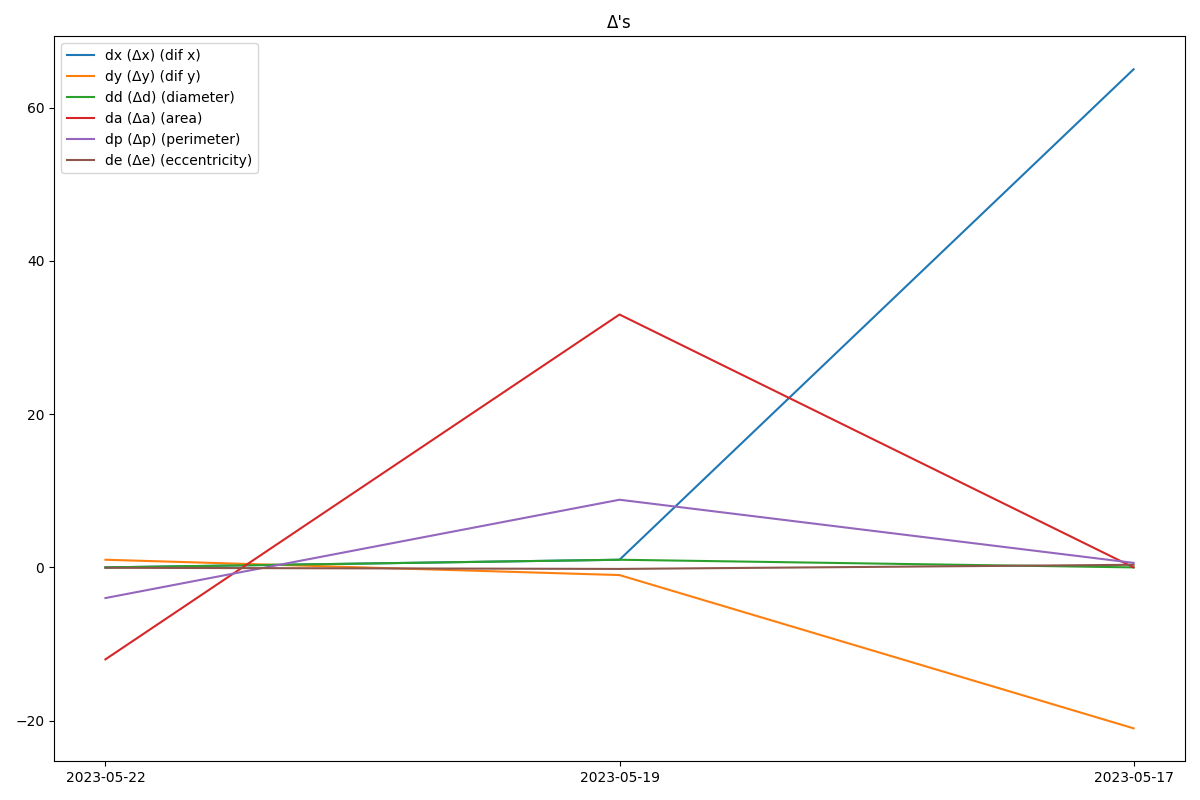 Δ's
dx (Δx) (dif x)
dy (Δy) (dif y)
dd (Δd) (diameter)
da (Δa) (area)
dp (Δp) (perimeter)
de (Δe) (eccentricity)
60
40
20
0
−20
2023-05-22
2023-05-19
2023-05-17